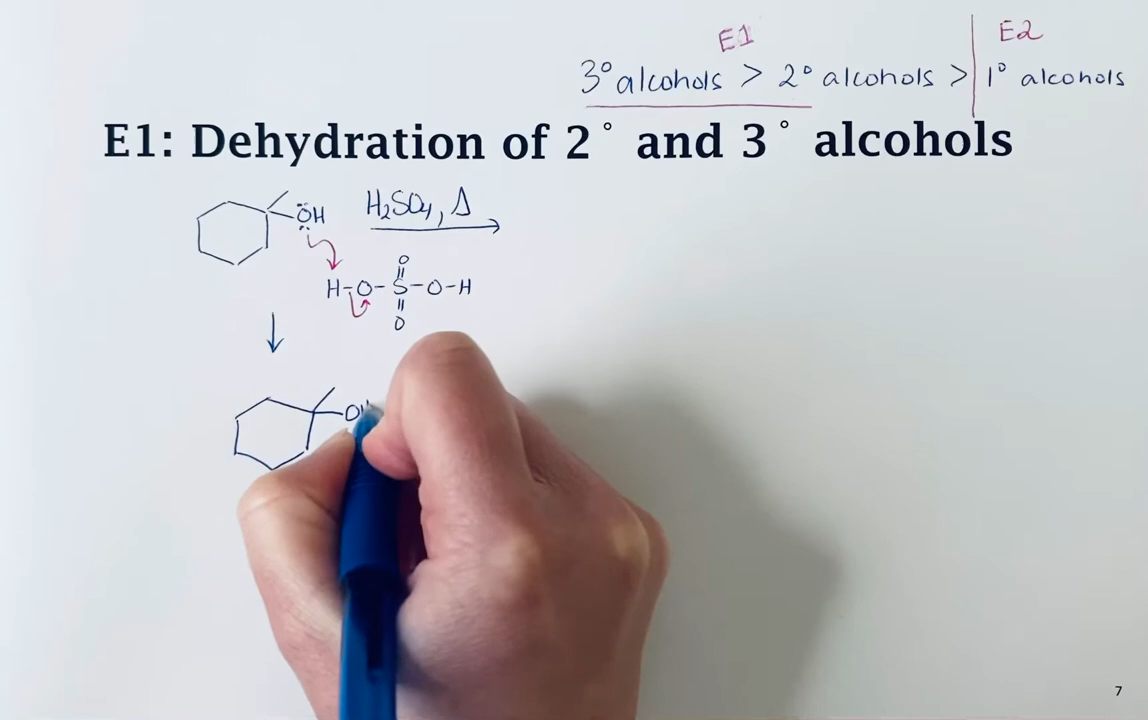 E1
E2
3° alcohols > 2° alcohols > 1° alcohols
E1: Dehydration of 2° and 3° alcohols
ÖH
H₂SO₄, Δ
O
H-O-S-O-H
O
7